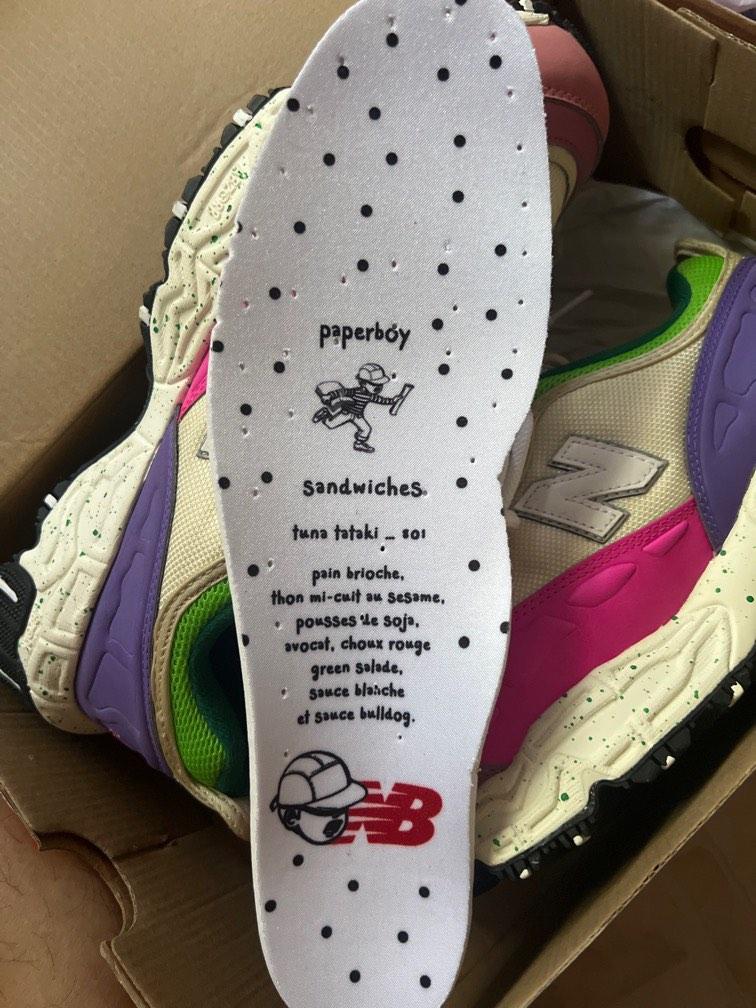 paperboy
sandwiches.
tuna tataki _ 801
pain brioche,
thon mi-cuit au sesame,
pousses de soja,
avocat, choux rouge
green salade,
sauce blanche
et sauce bulldog.
NB
N